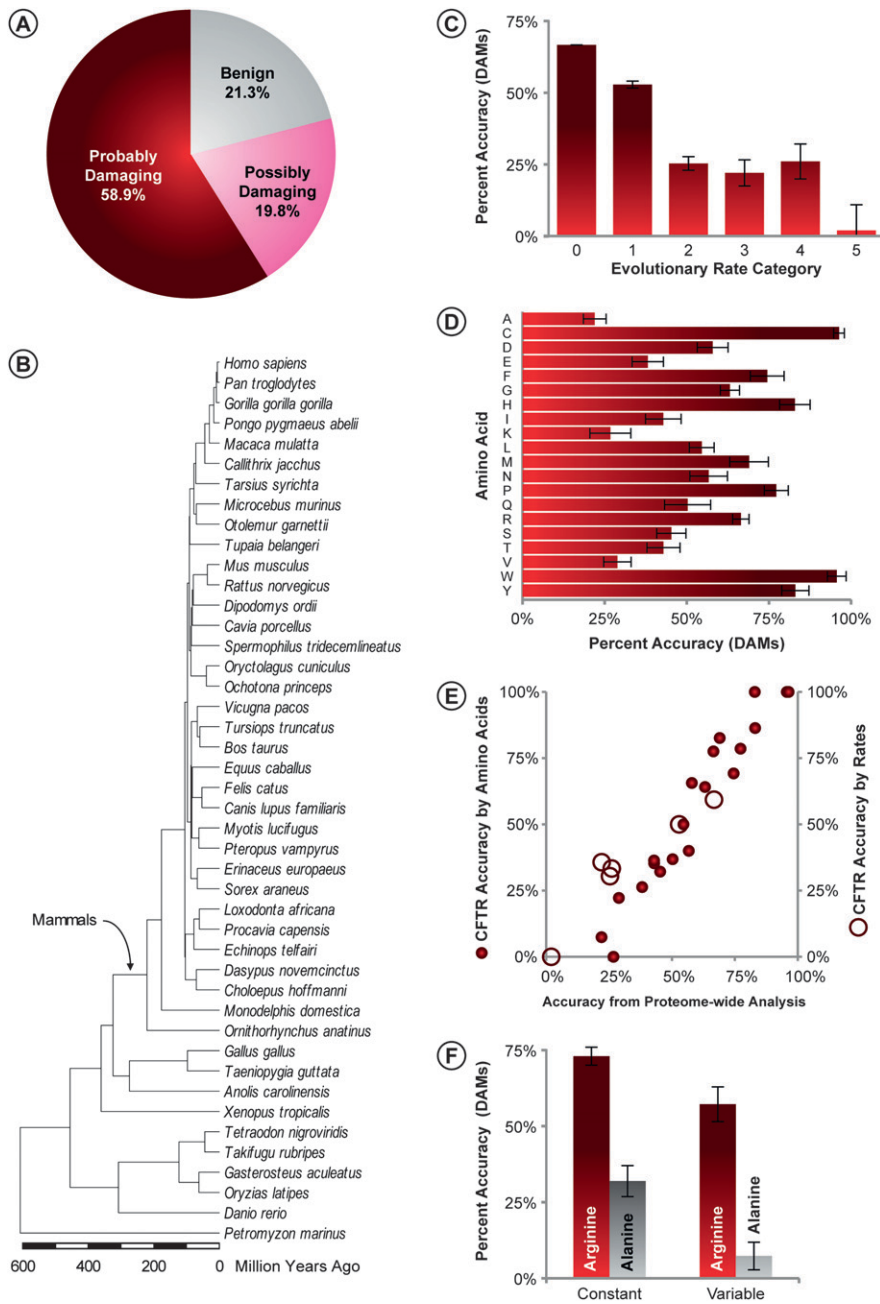 A
Benign
21.3%
Probably
Damaging
58.9%
Possibly
Damaging
19.8%
B
Homo sapiens
Pan troglodytes
Gorilla gorilla gorilla
Pongo pygmaeus abelii
Macaca mulatta
Callithrix jacchus
Tarsius syrichta
Microcebus murinus
Otolemur garnettii
Tupaia belangeri
Mus musculus
Rattus norvegicus
Dipodomys ordii
Cavia porcellus
Spermophilus tridecemlineatus
Oryctolagus cuniculus
Ochotona princeps
Vicugna pacos
Tursiops truncatus
Bos taurus
Equus caballus
Felis catus
Canis lupus familiaris
Myotis lucifugus
Pteropus vampyrus
Erinaceus europaeus
Sorex araneus
Loxodonta africana
Procavia capensis
Echinops telfairi
Dasypus novemcinctus
Choloepus hoffmanni
Monodelphis domestica
Ornithorhynchus anatinus
Gallus gallus
Taeniopygia guttata
Anolis carolinensis
Xenopus tropicalis
Tetraodon nigroviridis
Takifugu rubripes
Gasterosteus aculeatus
Oryzias latipes
Danio rerio
Petromyzon marinus
Mammals
600 400 200 0 Million Years Ago
C
Percent Accuracy (DAMs)
75%
50%
25%
0%
0 1 2 3 4 5
Evolutionary Rate Category
D
Amino Acid
A
C
D
E
F
G
H
I
K
L
M
N
P
Q
R
S
T
V
W
Y
0% 25% 50% 75% 100%
Percent Accuracy (DAMs)
E
CFTR Accuracy by Amino Acids
100%
75%
50%
25%
0%
100%
75%
50%
25%
0%
CFTR Accuracy by Rates
0% 25% 50% 75% 100%
Accuracy from Proteome-wide Analysis
F
Percent Accuracy (DAMs)
75%
50%
25%
0%
Arginine
Alanine
Arginine
Alanine
Constant Variable